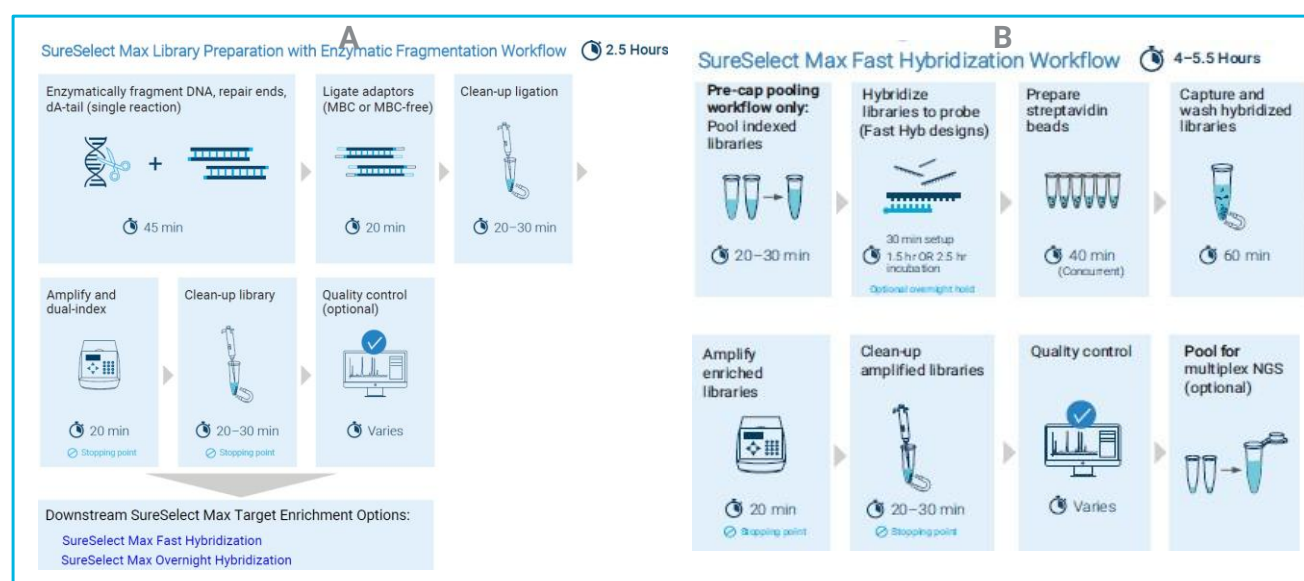 A
SureSelect Max Library Preparation with Enzymatic Fragmentation Workflow 2.5 Hours
Enzymatically fragment DNA, repair ends,
dA-tail (single reaction)
+
45 min
Ligate adaptors
(MBC or MBC-free)
20 min
Clean-up ligation
20–30 min
Amplify and
dual-index
20 min
Stopping point
Clean-up library
20–30 min
Stopping point
Quality control
(optional)
Varies
Downstream SureSelect Max Target Enrichment Options:
SureSelect Max Fast Hybridization
SureSelect Max Overnight Hybridization
B
SureSelect Max Fast Hybridization Workflow 4–5.5 Hours
Pre-cap pooling
workflow only:
Pool indexed
libraries
20–30 min
Hybridize
libraries to probe
(Fast Hyb designs)
30 min setup
1.5 hr OR 2.5 hr
incubation
Optional overnight hold
Prepare
streptavidin
beads
40 min
(Concurrent)
Capture and
wash hybridized
libraries
60 min
Amplify
enriched
libraries
20 min
Stopping point
Clean-up
amplified libraries
20–30 min
Stopping point
Quality control
Varies
Pool for
multiplex NGS
(optional)